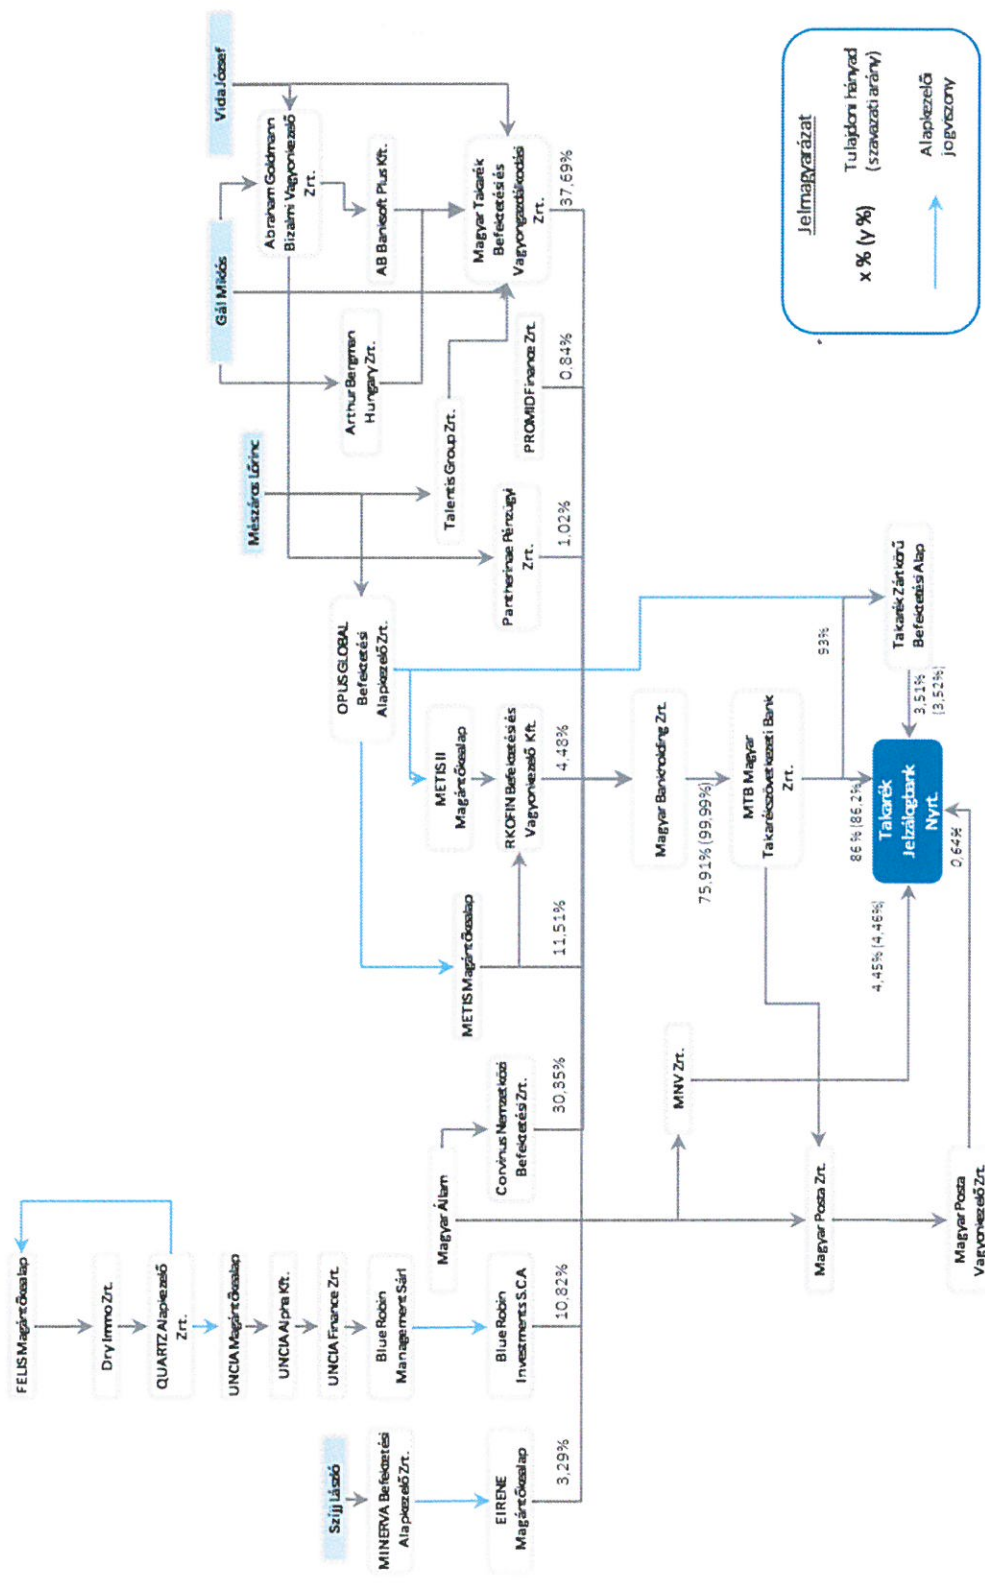 FELIS Magántőkealap
Dry Immo Zrt.
QUARTZ Alapkezelő
Zrt.
UNCIA Magántőkealap
UNCIA Alpha Kft.
UNCIA Finance Zrt.
Blue Robin
Management Sárl
Blue Robin
Investments S.C.A
10,82%
Szíjj László
MINERVA Befektetési
Alapkezelő Zrt.
EIRENE
Magántőkealap
3,29%
Magyar Állam
Corvinus Nemzetközi
Befektetési Zrt.
30,35%
Mészáros Lőrinc
OPUS GLOBAL
Befektetési
Alapkezelő Zrt.
METIS Magántőkealap
11,51%
METIS II
Magántőkealap
RKOFIN Befektetési és
Vagyonkezelő Kft.
4,48%
Gál Miklós
Vida József
Abraham Goldmann
Bizalmi Vagyonkezelő
Zrt.
Arthur Bergman
Hungary Zrt.
AB Banksoft Plus Kft.
Talentis Group Zrt.
Pantherinae Pénzügyi
Zrt.
1,02%
PROMID Finance Zrt.
0,84%
Magyar Takarék
Befektetési és
Vagyongazdálkodási
Zrt.
37,69%
Magyar Bankholding Zrt.
75,91% (99,99%)
MTB Magyar
Takarékszövetkezeti Bank
Zrt.
MNV Zrt.
Magyar Posta Zrt.
Magyar Posta
Vagyonkezelő Zrt.
93%
86% (86,2%
4,45% (4,46%)
0,64%
Takarék
Jelzálogbank
Nyrt.
3,51%
(3,52%)
Takarék Zártkörű
Befektetési Alap
Jelmagyarázat
x % (y %)
Tulajdoni hányad
(szavazati arány)
Alapkezelői
jogviszony